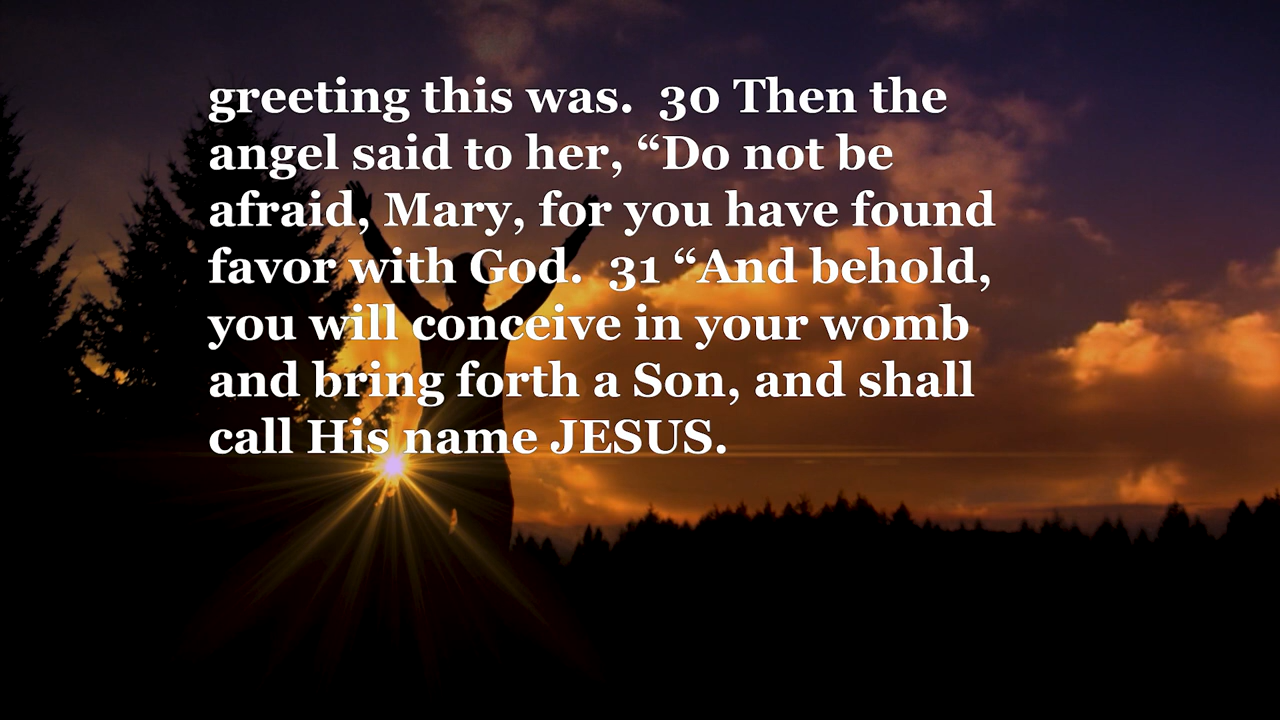 greeting this was.  30 Then the
angel said to her, “Do not be
afraid, Mary, for you have found
favor with God.  31 “And behold,
you will conceive in your womb
and bring forth a Son, and shall
call His name JESUS.